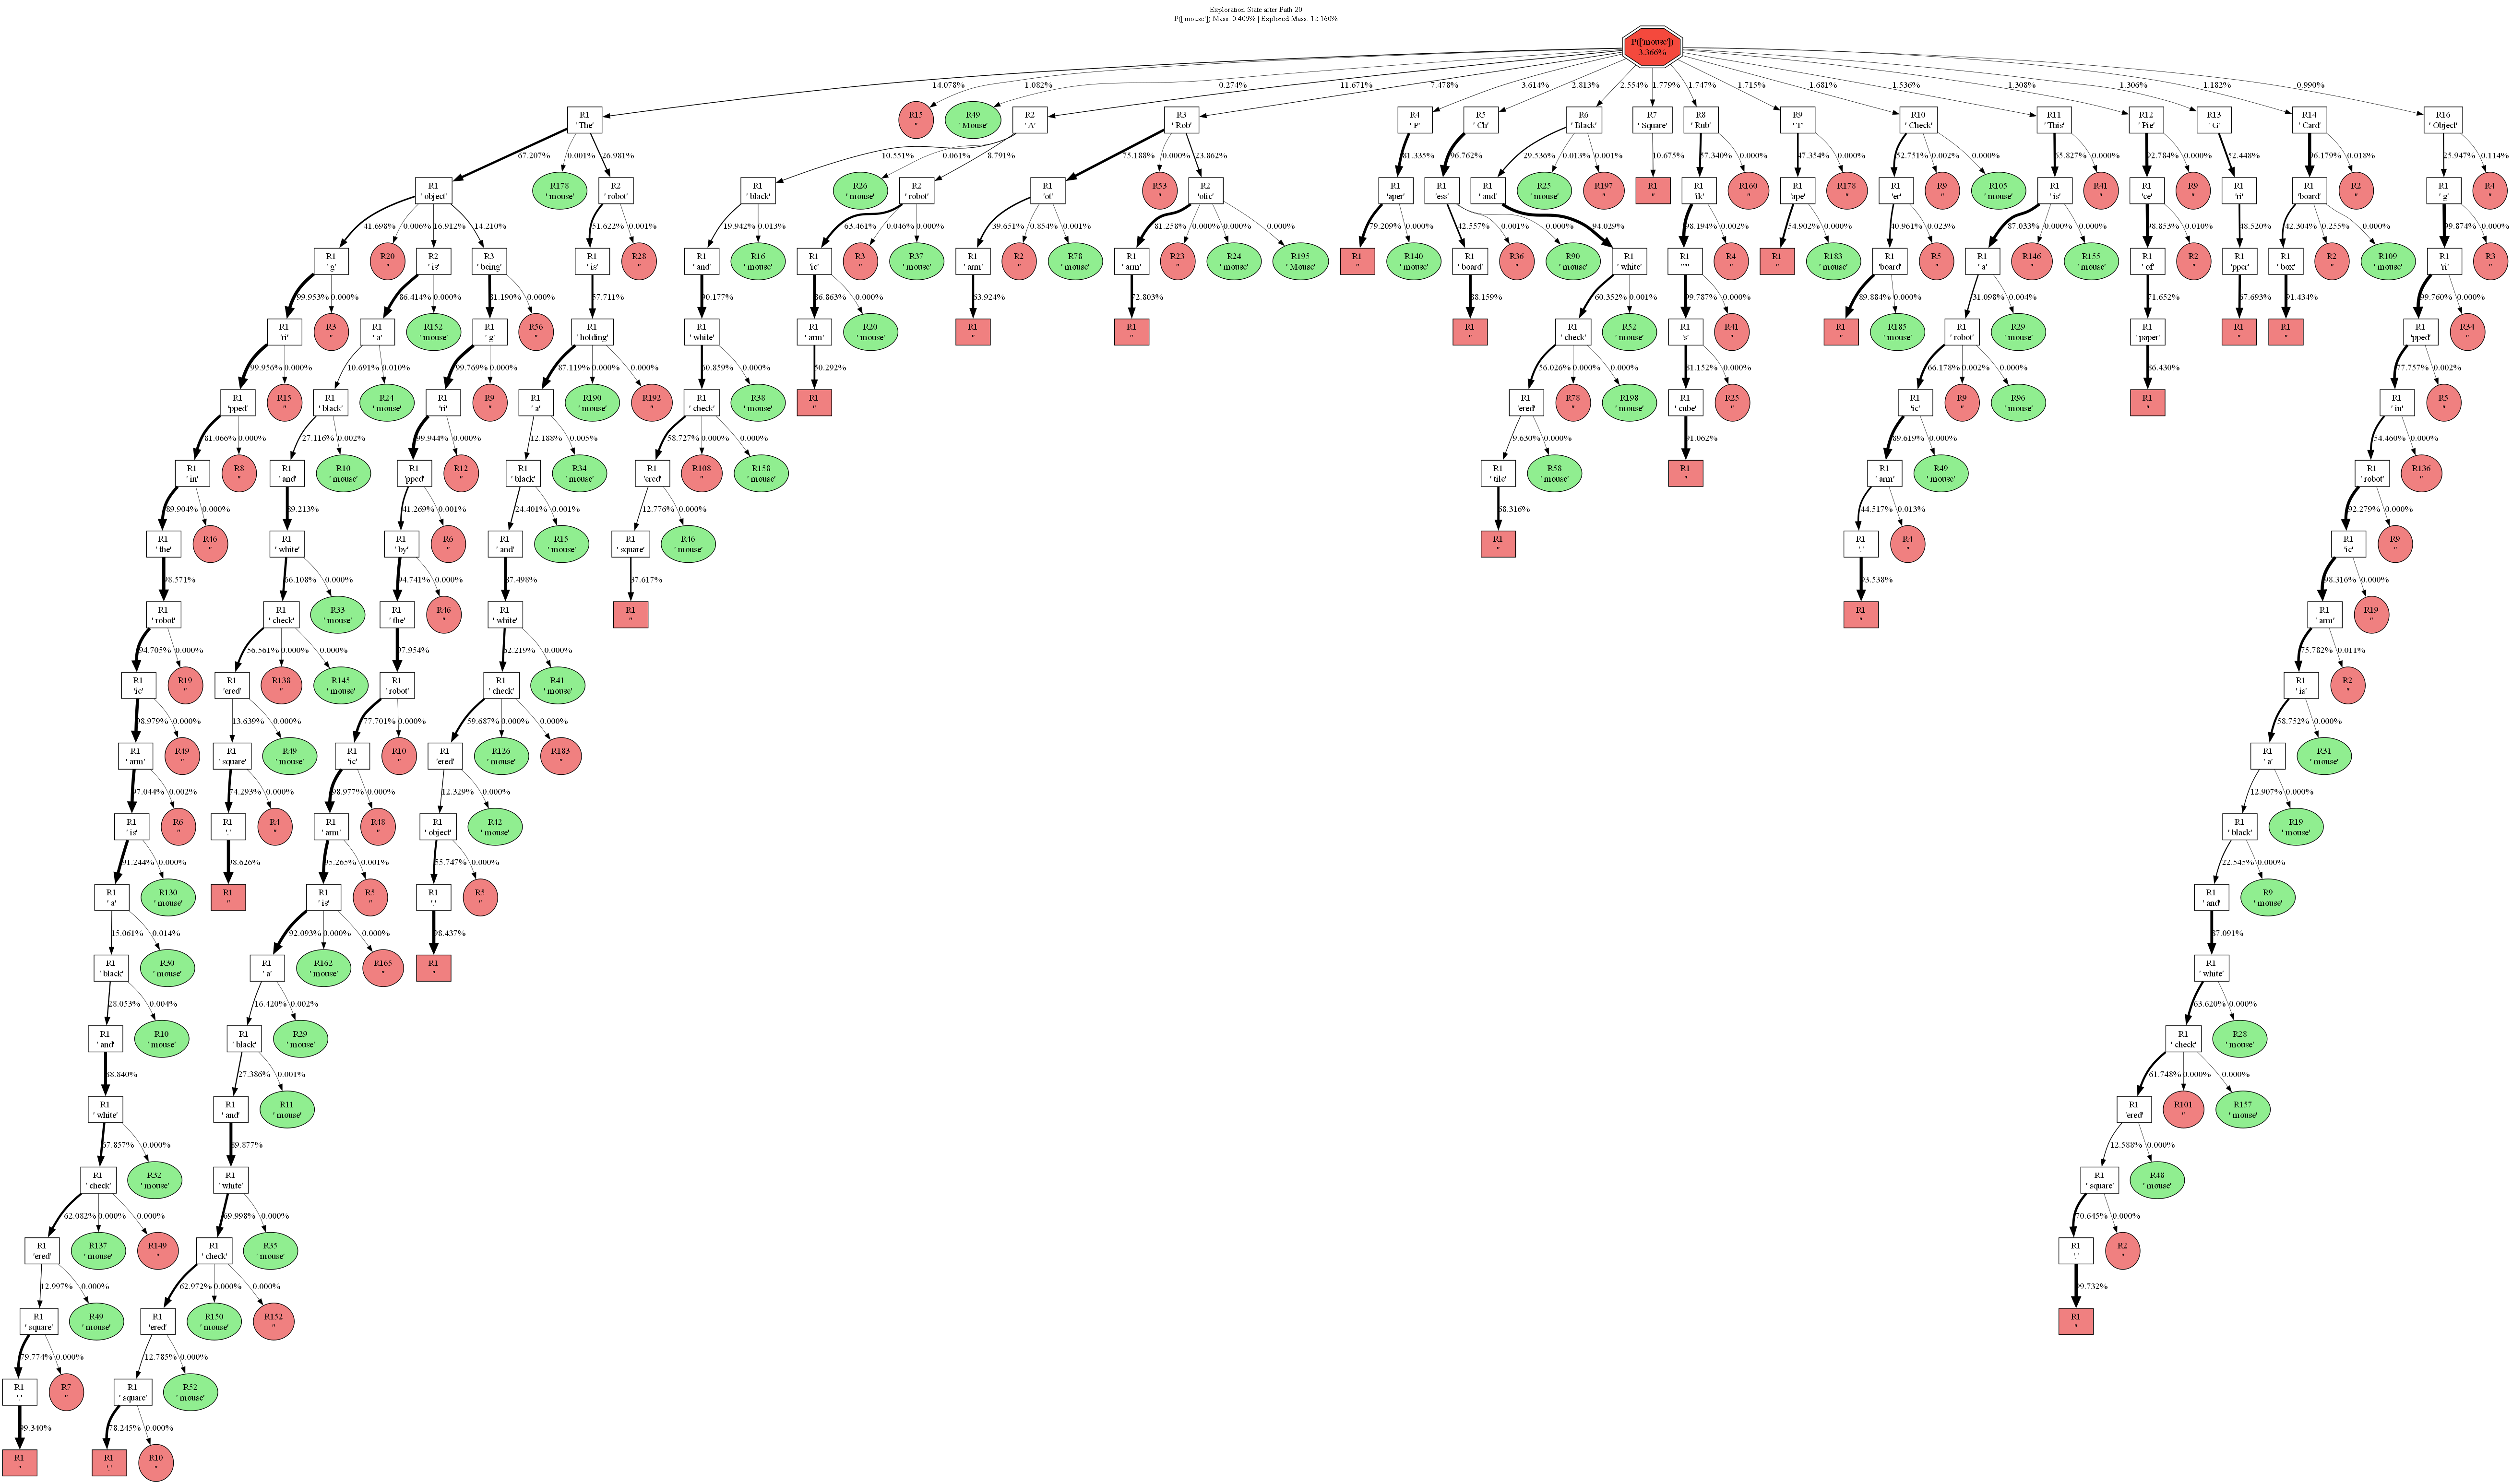 Exploration State after Path 20
P(['mouse']) Mass: 0.409% | Explored Mass: 12.160%
P(['mouse'])
3.366%
14.078% 1.082% 0.274% 11.671% 7.478% 3.614% 2.813% 2.554% 1.779% 1.747% 1.715% 1.681% 1.536% 1.308% 1.306% 1.182% 0.990%
R1 R15 R49 R2 R3 R4 R5 R6 R7 R8 R9 R10 R11 R12 R13 R14 R16
' The' '' ' Mouse' ' A' ' Rob' ' P' ' Ch' ' Black' ' Square' ' Rub' ' T' ' Check' ' This' ' Pie' ' G' ' Card' ' Object'
67.207% 0.001% 26.981% 10.551% 0.061% 8.791% 75.188% 0.000% 23.862% 81.335% 96.762% 29.536% 0.013% 0.001% 10.675% 57.340% 0.000% 47.354% 0.000% 52.751% 0.002% 0.000% 55.827% 0.000% 92.784% 0.000% 52.448% 96.179% 0.018% 25.947% 0.114%
R1 R178 R2 R1 R26 R2 R1 R53 R2 R1 R1 R1 R25 R197 R1 R1 R160 R1 R178 R1 R9 R105 R1 R41 R1 R9 R1 R1 R2 R1 R4
' object' ' mouse' ' robot' ' black' ' mouse' ' robot' 'ot' '' 'otic' 'aper' 'ess' ' and' ' mouse' '' '' 'ik' '' 'ape' '' 'er' '' ' mouse' ' is' '' 'ce' '' 'ri' 'board' '' ' g' ''
41.698% 0.006% 16.912% 14.210% 51.622% 0.001% 19.942% 0.013% 63.461% 0.046% 0.000% 39.651% 0.854% 0.001% 81.258% 0.000% 0.000% 0.000% 79.209% 0.000% 42.557% 0.001% 0.000% 94.029% 98.194% 0.002% 54.902% 0.000% 40.961% 0.023% 87.033% 0.000% 0.000% 98.853% 0.010% 48.520% 42.304% 0.255% 0.000% 99.874% 0.000%
R1 R20 R2 R3 R1 R28 R1 R16 R1 R3 R37 R1 R2 R78 R1 R23 R24 R195 R1 R140 R1 R36 R90 R1 R1 R4 R1 R183 R1 R5 R1 R146 R155 R1 R2 R1 R1 R2 R109 R1 R3
' g' '' ' is' ' being' ' is' '' ' and' ' mouse' 'ic' '' ' mouse' ' arm' '' ' mouse' ' arm' '' ' mouse' ' Mouse' '' ' mouse' 'board' '' ' mouse' ' white' '""' '' '' ' mouse' 'board' '' ' a' '' ' mouse' ' of' '' 'pper' ' box' '' ' mouse' 'ri' ''
99.953% 0.000% 86.414% 0.000% 81.190% 0.000% 57.711% 90.177% 86.863% 0.000% 63.924% 72.803% 88.159% 60.352% 0.001% 99.787% 0.000% 89.884% 0.000% 31.098% 0.004% 71.652% 57.693% 91.434% 99.760% 0.000%
R1 R3 R1 R152 R1 R56 R1 R1 R1 R20 R1 R1 R1 R1 R52 R1 R41 R1 R185 R1 R29 R1 R1 R1 R1 R34
'ri' '' ' a' ' mouse' ' g' '' ' holding' ' white' ' arm' ' mouse' '' '' '' ' check' ' mouse' 's' '' '' ' mouse' ' robot' ' mouse' ' paper' '' '' 'pped' ''
99.956% 0.000% 10.691% 0.010% 99.769% 0.000% 87.119% 0.000% 0.000% 60.859% 0.000% 50.292% 56.026% 0.000% 0.000% 81.152% 0.000% 66.178% 0.002% 0.000% 36.430% 77.757% 0.002%
R1 R15 R1 R24 R1 R9 R1 R190 R192 R1 R38 R1 R1 R78 R198 R1 R25 R1 R9 R96 R1 R1 R5
'pped' '' ' black' ' mouse' 'ri' '' ' a' ' mouse' '' ' check' ' mouse' '' 'ered' '' ' mouse' ' cube' '' 'ic' '' ' mouse' '' ' in' ''
81.066% 0.000% 27.116% 0.002% 99.944% 0.000% 12.188% 0.005% 58.727% 0.000% 0.000% 9.630% 0.000% 91.062% 89.619% 0.000% 54.460% 0.000%
R1 R8 R1 R10 R1 R12 R1 R34 R1 R108 R158 R1 R58 R1 R1 R49 R1 R136
' in' '' ' and' ' mouse' 'pped' '' ' black' ' mouse' 'ered' '' ' mouse' ' tile' ' mouse' '' ' arm' ' mouse' ' robot' ''
89.904% 0.000% 89.213% 41.269% 0.001% 24.401% 0.001% 12.776% 0.000% 58.316% 44.517% 0.013% 92.279% 0.000%
R1 R46 R1 R1 R6 R1 R15 R1 R46 R1 R1 R4 R1 R9
' the' '' ' white' ' by' '' ' and' ' mouse' ' square' ' mouse' '' '.' '' 'ic' ''
98.571% 66.108% 0.000% 94.741% 0.000% 87.498% 37.617% 93.538% 98.316% 0.000%
R1 R1 R33 R1 R46 R1 R1 R1 R1 R19
' robot' ' check' ' mouse' ' the' '' ' white' '' '' ' arm' ''
94.705% 0.000% 56.561% 0.000% 0.000% 97.954% 62.219% 0.000% 75.782% 0.011%
R1 R19 R1 R138 R145 R1 R1 R41 R1 R2
'ic' '' 'ered' '' ' mouse' ' robot' ' check' ' mouse' ' is' ''
98.979% 0.000% 13.639% 0.000% 77.701% 0.000% 59.687% 0.000% 0.000% 58.752% 0.000%
R1 R49 R1 R49 R1 R10 R1 R126 R183 R1 R31
' arm' '' ' square' ' mouse' 'ic' '' 'ered' ' mouse' '' ' a' ' mouse'
97.044% 0.002% 74.293% 0.000% 98.977% 0.000% 12.329% 0.000% 12.907% 0.000%
R1 R6 R1 R4 R1 R48 R1 R42 R1 R19
' is' '' '.' '' ' arm' '' ' object' ' mouse' ' black' ' mouse'
91.244% 0.000% 98.626% 95.265% 0.001% 55.747% 0.000% 22.545% 0.000%
R1 R130 R1 R1 R5 R1 R5 R1 R9
' a' ' mouse' '' ' is' '' '.' '' ' and' ' mouse'
15.061% 0.014% 92.093% 0.000% 0.000% 98.437% 87.091%
R1 R30 R1 R162 R165 R1 R1
' black' ' mouse' ' a' ' mouse' '' '' ' white'
28.053% 0.004% 16.420% 0.002% 63.620% 0.000%
R1 R10 R1 R29 R1 R28
' and' ' mouse' ' black' ' mouse' ' check' ' mouse'
88.840% 27.386% 0.001% 61.748% 0.000% 0.000%
R1 R1 R11 R1 R101 R157
' white' ' and' ' mouse' 'ered' '' ' mouse'
67.857% 0.000% 89.877% 12.588% 0.000%
R1 R32 R1 R1 R48
' check' ' mouse' ' white' ' square' ' mouse'
62.082% 0.000% 0.000% 69.998% 0.000% 70.645% 0.000%
R1 R137 R149 R1 R35 R1 R2
'ered' ' mouse' '' ' check' ' mouse' '.' ''
12.997% 0.000% 62.972% 0.000% 0.000% 99.732%
R1 R49 R1 R150 R152 R1
' square' ' mouse' 'ered' ' mouse' '' ''
79.774% 0.000% 12.785% 0.000%
R1 R7 R1 R52
'.' '' ' square' ' mouse'
99.340% 78.245% 0.000%
R1 R1 R10
'' '.' ''